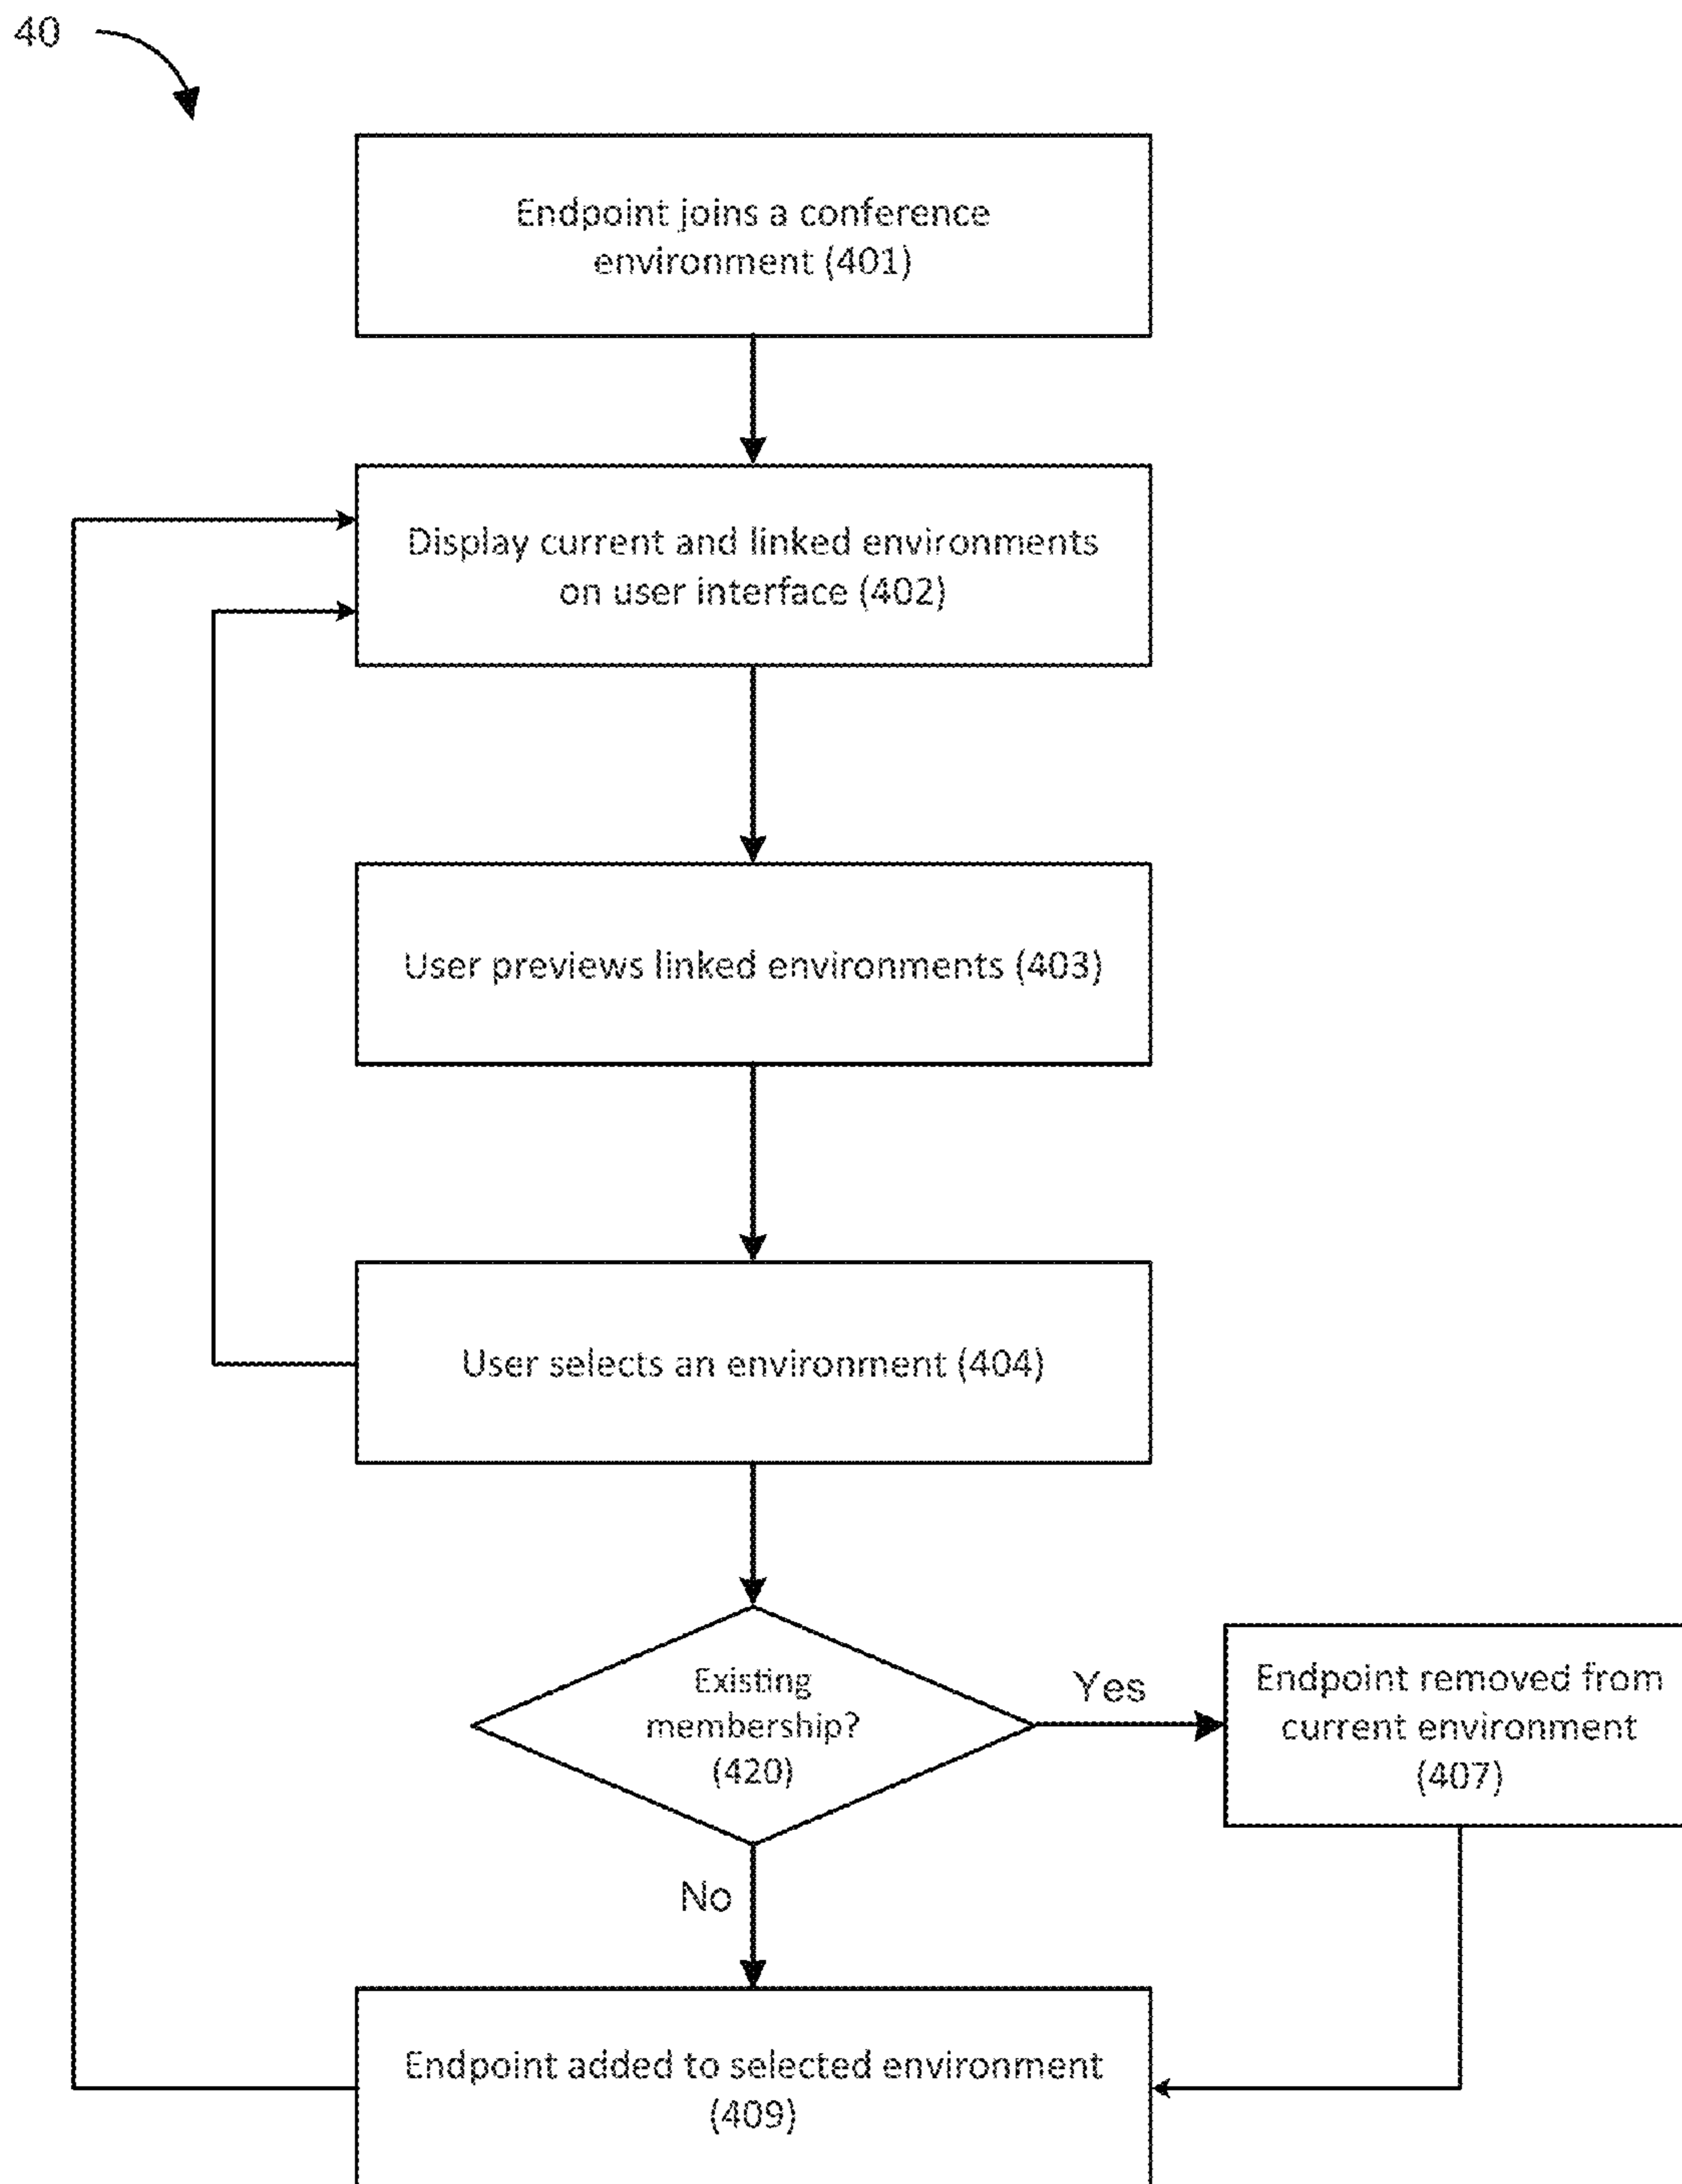 40
Endpoint joins a conference
environment (401)
Display current and linked environments
on user interface (402)
User previews linked environments (403)
User selects an environment (404)
Existing
membership?
(420)
Yes
Endpoint removed from
current environment
(407)
No
Endpoint added to selected environment
(409)